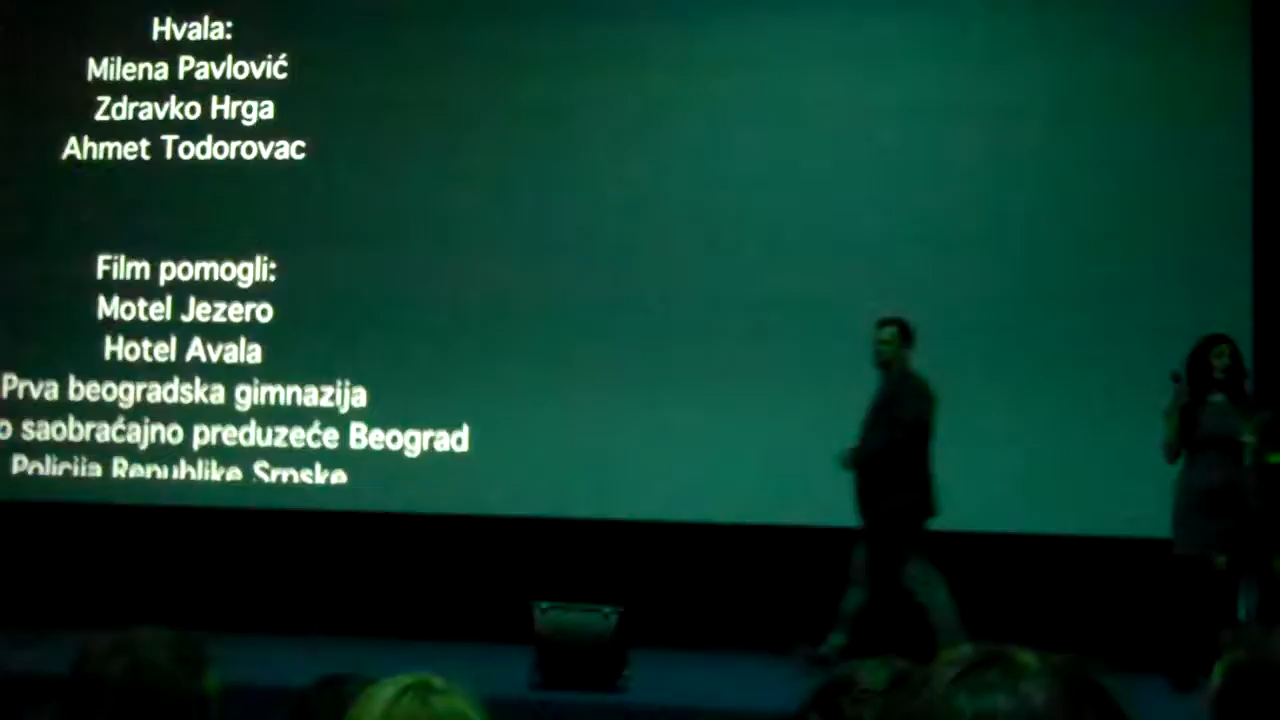 Hvala:
Milena Pavlović
Zdravko Hrga
Ahmet Todorovac
Film pomogli:
Motel Jezero
Hotel Avala
Prva beogradska gimnazija
o saobraćajno preduzeće Beograd
Policija Republike Srpske